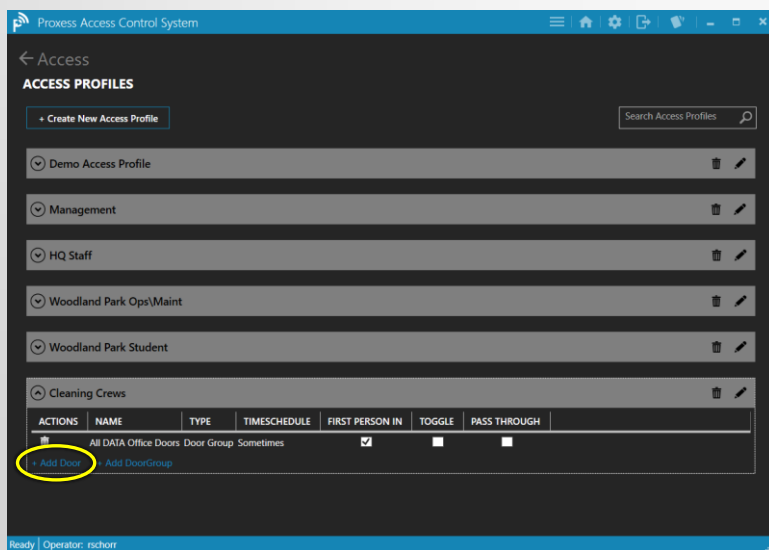 Proxess Access Control System
Access
ACCESS PROFILES
+ Create New Access Profile
Search Access Profiles
Demo Access Profile
Management
HQ Staff
Woodland Park Ops\Maint
Woodland Park Student
Cleaning Crews
ACTIONS NAME TYPE TIMESCHEDULE FIRST PERSON IN TOGGLE PASS THROUGH
All DATA Office Doors Door Group Sometimes
+ Add Door + Add DoorGroup
Ready Operator: rschorr